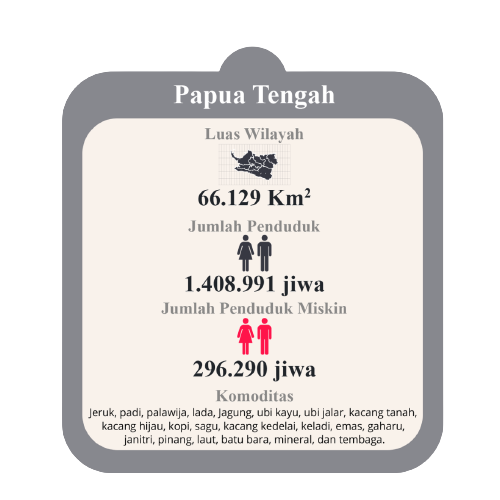 Papua Tengah
Luas Wilayah
66.129 Km²
Jumlah Penduduk
1.408.991 jiwa
Jumlah Penduduk Miskin
296.290 jiwa
Komoditas
Jeruk, padi, palawija, lada, Jagung, ubi kayu, ubi jalar, kacang tanah,
kacang hijau, kopi, sagu, kacang kedelai, keladi, emas, gaharu,
janitri, pinang, laut, batu bara, mineral, dan tembaga.